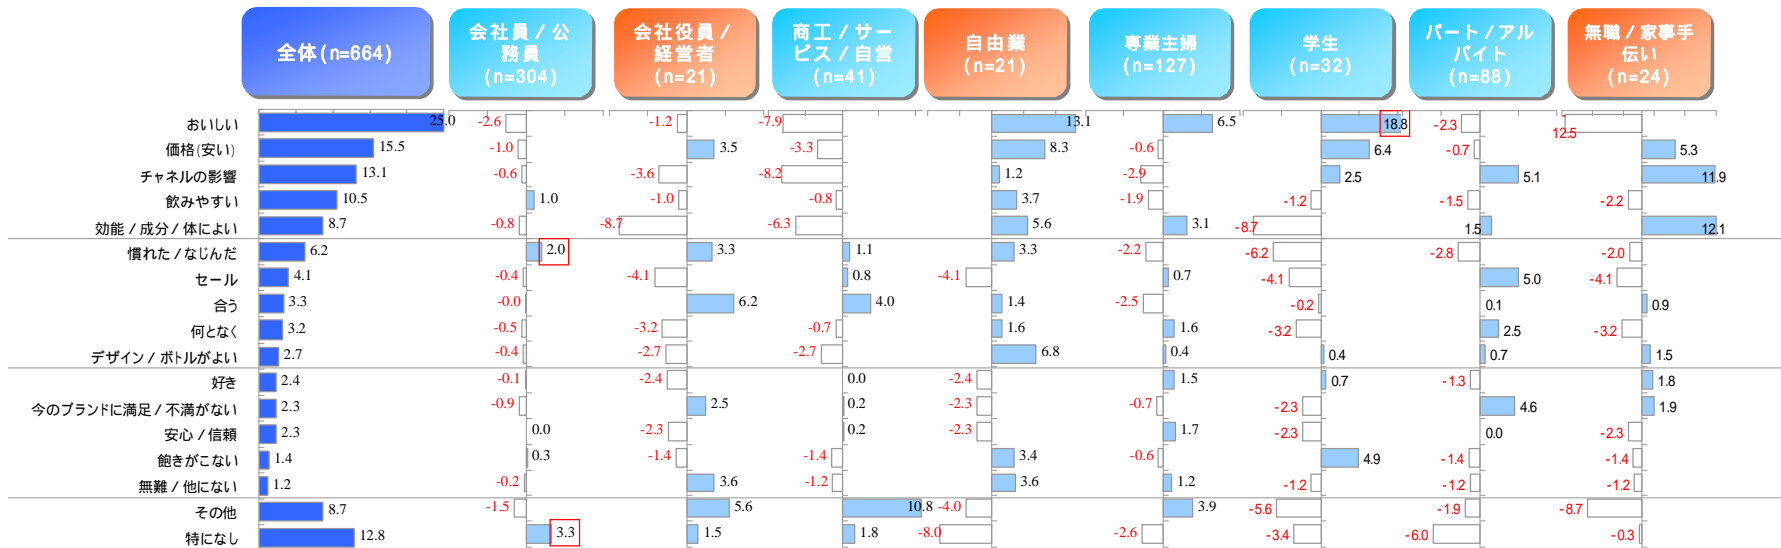 全体(n=664)
会社員 / 公
務員
(n=304)
会社役員 /
経営者
(n=21)
商工 / サー
ビス / 自営
(n=41)
自由業
(n=21)
専業主婦
(n=127)
学生
(n=32)
パート / アル
バイト
(n=88)
無職 / 家事手
伝い
(n=24)
おいしい 25.0 -2.6 -1.2 -7.9 13.1 6.5 18.8 -2.3 12.5
価格(安い) 15.5 -1.0 3.5 -3.3 8.3 -0.6 6.4 -0.7 5.3
チャネルの影響 13.1 -0.6 -3.6 -8.2 1.2 -2.9 2.5 5.1 11.9
飲みやすい 10.5 1.0 -1.0 -0.8 3.7 -1.9 -1.2 -1.5 -2.2
効能 / 成分 / 体によい 8.7 -0.8 -8.7 -6.3 5.6 3.1 -8.7 1.5 12.1
慣れた / なじんだ 6.2 2.0 3.3 1.1 3.3 -2.2 -6.2 -2.8 -2.0
セール 4.1 -0.4 -4.1 0.8 -4.1 0.7 -4.1 5.0 -4.1
合う 3.3 -0.0 6.2 4.0 1.4 -2.5 -0.2 0.1 0.9
何となく 3.2 -0.5 -3.2 -0.7 1.6 1.6 -3.2 2.5 -3.2
デザイン / ボトルがよい 2.7 -0.4 -2.7 -2.7 6.8 0.4 0.4 0.7 1.5
好き 2.4 -0.1 -2.4 0.0 -2.4 1.5 0.7 -1.3 1.8
今のブランドに満足 / 不満がない 2.3 -0.9 2.5 0.2 -2.3 -0.7 -2.3 4.6 1.9
安心 / 信頼 2.3 0.0 -2.3 0.2 -2.3 1.7 -2.3 0.0 -2.3
飽きがこない 1.4 0.3 -1.4 -1.4 3.4 -0.6 4.9 -1.4 -1.4
無難 / 他にない 1.2 -0.2 3.6 -1.2 3.6 1.2 -1.2 -1.2 -1.2
その他 8.7 -1.5 5.6 10.8 -4.0 3.9 -5.6 -1.9 -8.7
特になし 12.8 3.3 1.5 1.8 -8.0 -2.6 -3.4 -6.0 -0.3